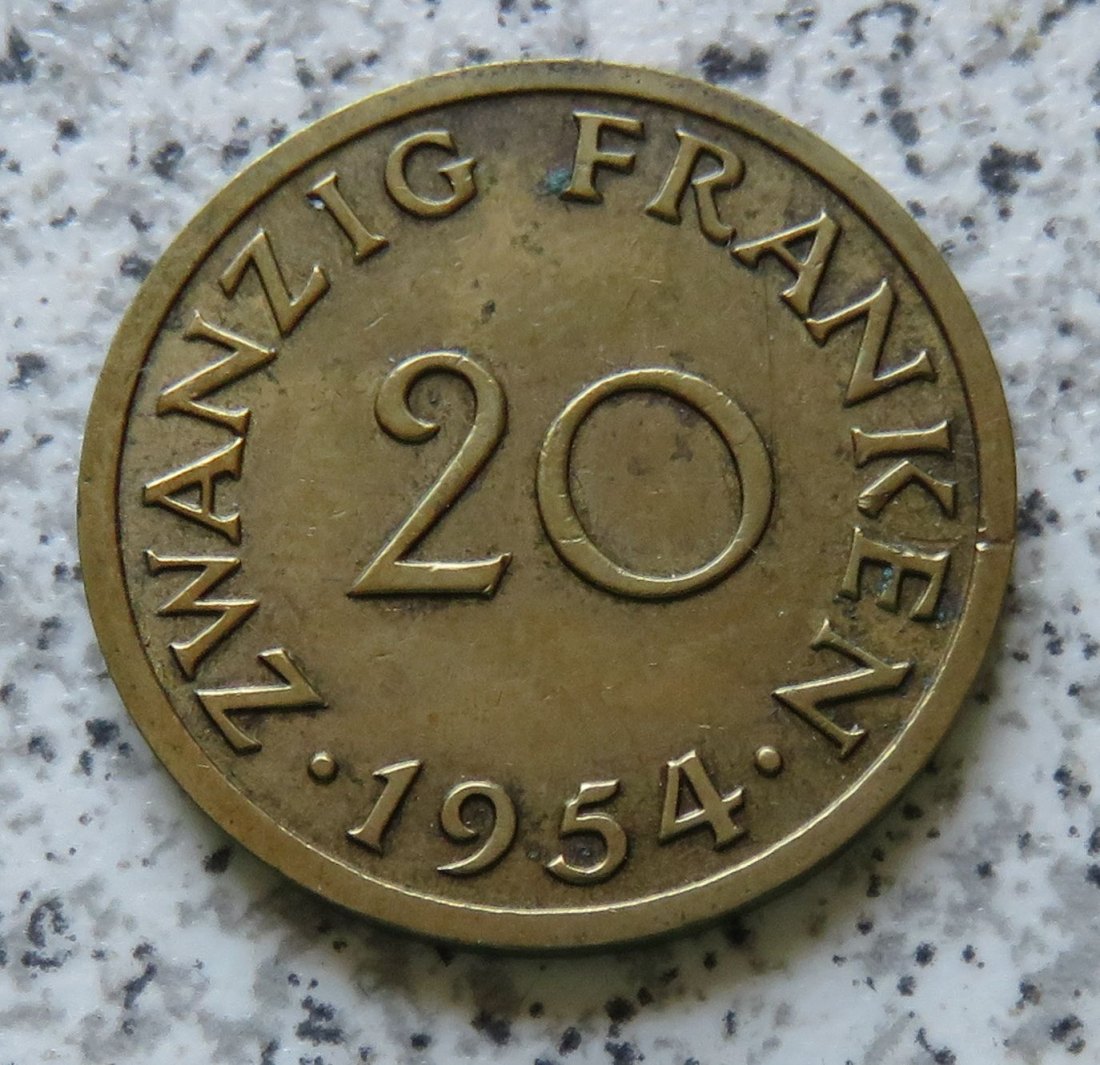 ZWANZIG FRANKEN
20
· 1954 ·